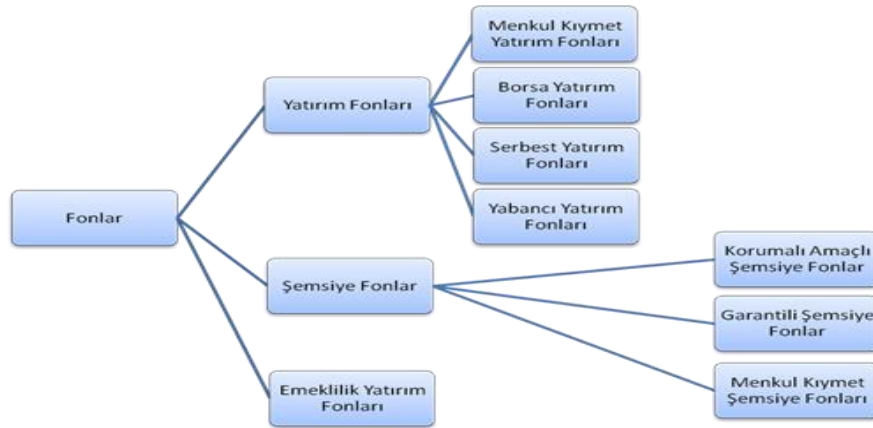 Menkul Kıymet
Yatırım Fonları
Borsa Yatırım
Fonları
Yatırım Fonları
Serbest Yatırım
Fonları
Yabancı Yatırım
Fonları
Fonlar
Korumalı Amaçlı
Şemsiye Fonlar
Şemsiye Fonlar
Garantili Şemsiye
Fonlar
Menkul Kıymet
Şemsiye Fonları
Emeklilik Yatırım
Fonları